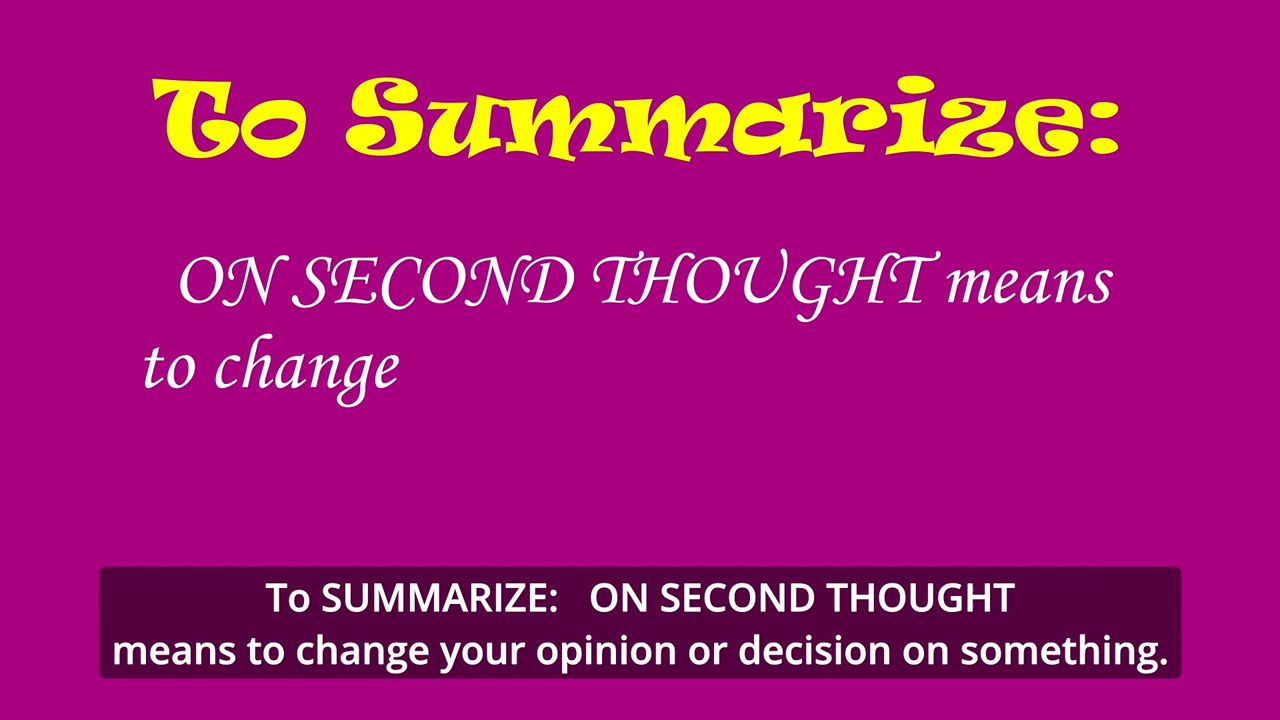 To Summarize:
ON SECOND THOUGHT means
to change
To SUMMARIZE: ON SECOND THOUGHT
means to change your opinion or decision on something.